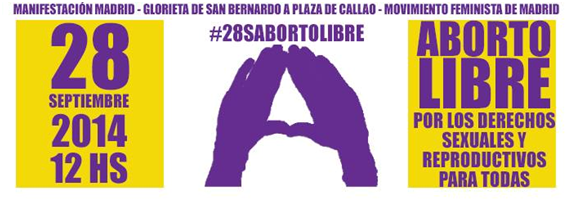 MANIFESTACIÓN MADRID - GLORIETA DE SAN BERNARDO A PLAZA DE CALLAO - MOVIMIENTO FEMINISTA DE MADRID
28
SEPTIEMBRE
2014
12 HS
#28SABORTOLIBRE
ABORTO
LIBRE
POR LOS DERECHOS
SEXUALES Y
REPRODUCTIVOS
PARA TODAS